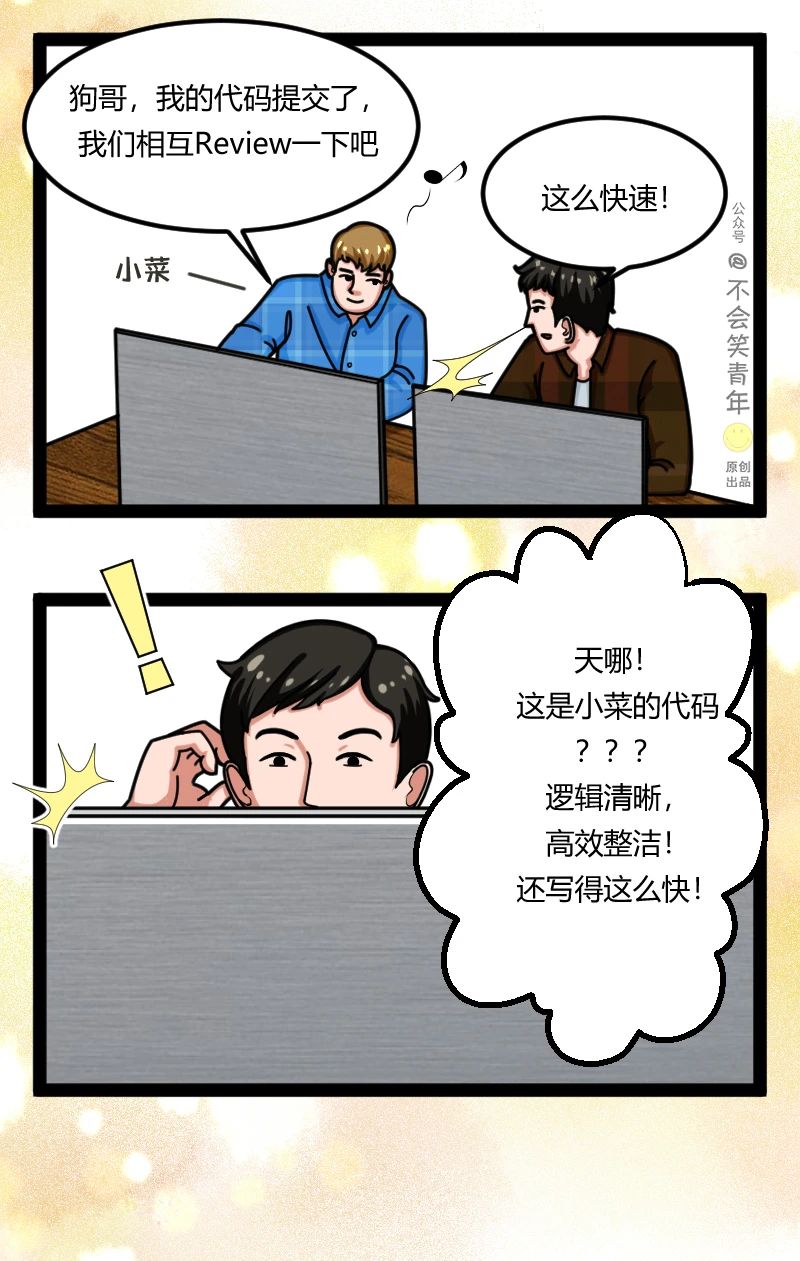 狗哥，我的代码提交了，
我们相互Review一下吧
这么快速！
小菜
公众号
@不会笑青年
原创
出品
天哪！
这是小菜的代码
？？？
逻辑清晰，
高效整洁！
还写得这么快！